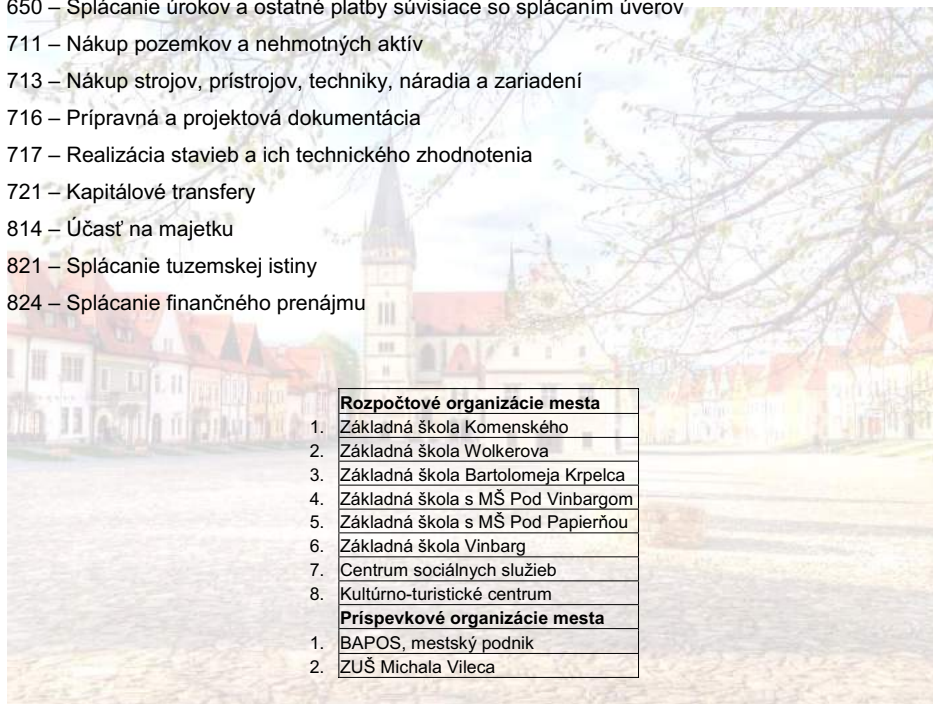 650 – Splácanie úrokov a ostatné platby súvisiace so splácaním úverov
711 – Nákup pozemkov a nehmotných aktív
713 – Nákup strojov, prístrojov, techniky, náradia a zariadení
716 – Prípravná a projektová dokumentácia
717 – Realizácia stavieb a ich technického zhodnotenia
721 – Kapitálové transfery
814 – Účasť na majetku
821 – Splácanie tuzemskej istiny
824 – Splácanie finančného prenájmu
Rozpočtové organizácie mesta
1. Základná škola Komenského
2. Základná škola Wolkerova
3. Základná škola Bartolomeja Krpelca
4. Základná škola s MŠ Pod Vinbargom
5. Základná škola s MŠ Pod Papierňou
6. Základná škola Vinbarg
7. Centrum sociálnych služieb
8. Kultúrno-turistické centrum
Príspevkové organizácie mesta
1. BAPOS, mestský podnik
2. ZUŠ Michala Vileca